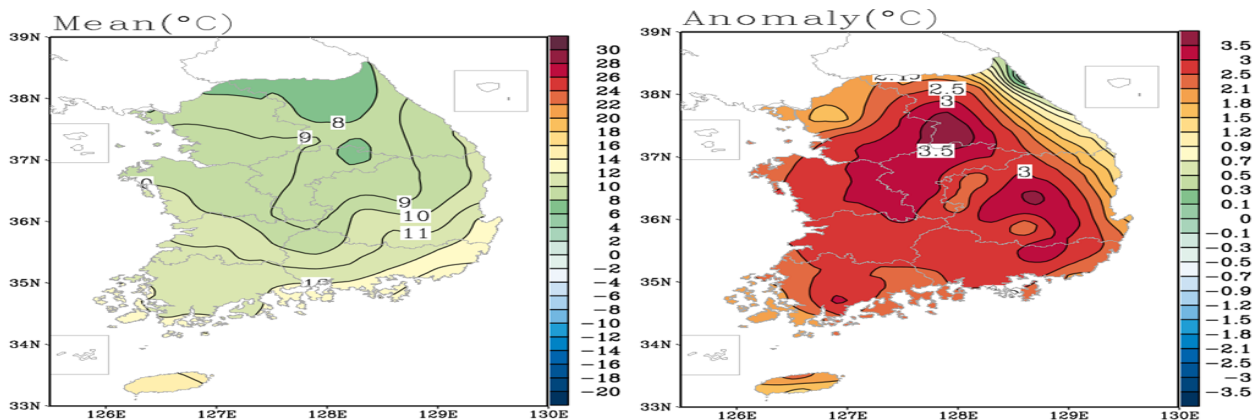 Mean(°C)
39N
38N
37N
36N
35N
34N
33N
126E
127E
128E
129E
130E
8
9
9
10
11
30
28
26
24
22
20
18
16
14
12
10
8
6
4
2
0
−2
−4
−6
−8
−10
−12
−14
−16
−18
−20
Anomaly(°C)
39N
38N
37N
36N
35N
34N
33N
126E
127E
128E
129E
130E
2.5
3
3.5
3
3.5
3
2.5
2.1
1.8
1.5
1.2
0.9
0.7
0.5
0.3
0.1
0
−0.1
−0.3
−0.5
−0.7
−0.9
−1.2
−1.5
−1.8
−2.1
−2.5
−3
−3.5